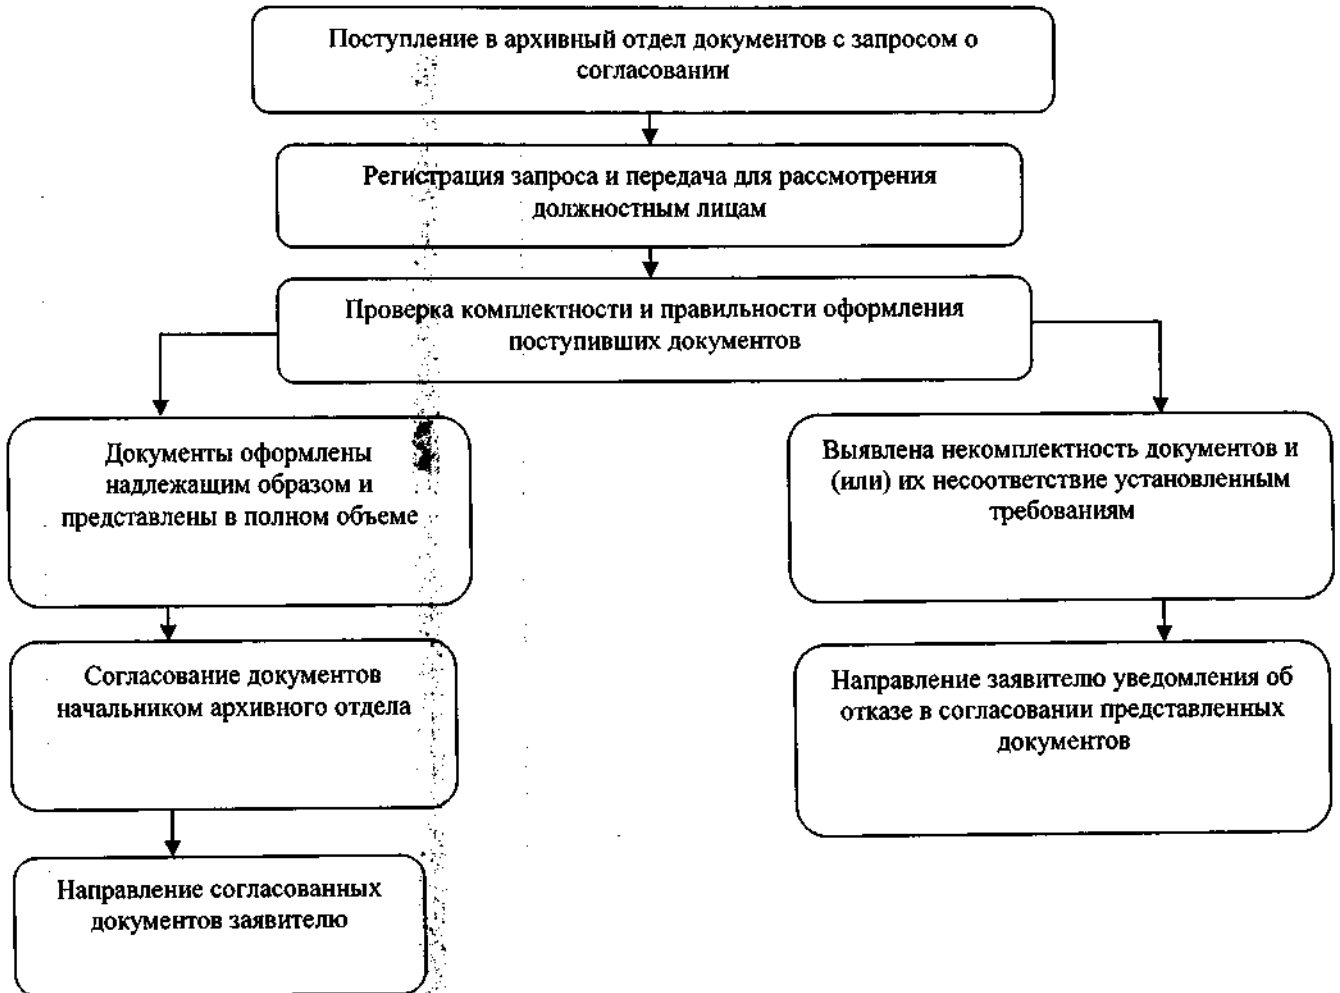 Поступление в архивный отдел документов с запросом о
согласовании
Регистрация запроса и передача для рассмотрения
должностным лицам
Проверка комплектности и правильности оформления
поступивших документов
Документы оформлены
надлежащим образом и
представлены в полном объеме
Выявлена некомплектность документов и
(или) их несоответствие установленным
требованиям
Согласование документов
начальником архивного отдела
Направление заявителю уведомления об
отказе в согласовании представленных
документов
Направление согласованных
документов заявителю